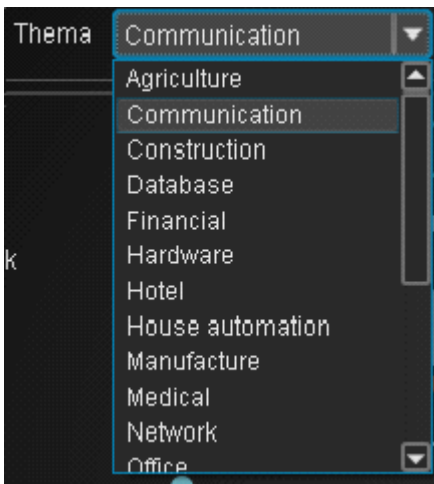 Thema Communication
Agriculture
Communication
Construction
Database
Financial
Hardware
k
Hotel
House automation
Manufacture
Medical
Network
Office